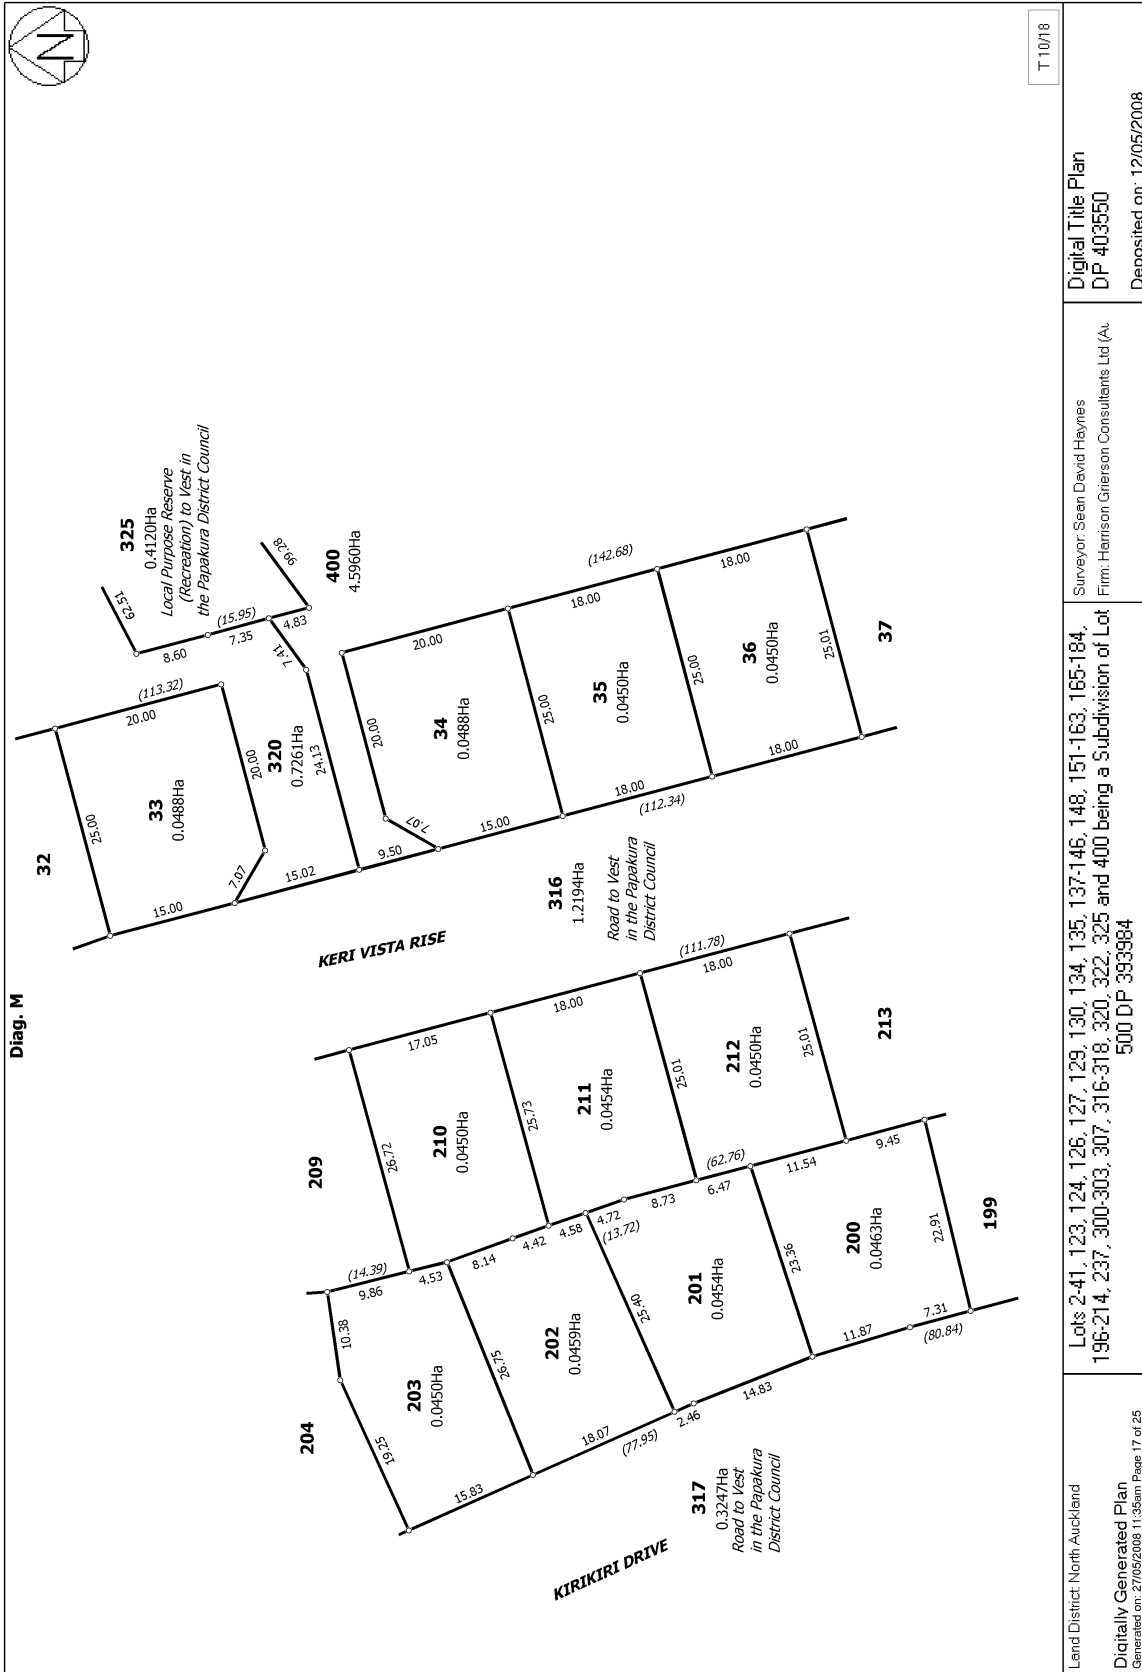 Diag. M
N
T 10/18
32
25.00
15.00
33
0.0488Ha
20.00
(113.32)
20.00
7.07
15.02
320
0.7261Ha
24.13
9.50
7.41
4.83
7.35
(15.95)
8.60
62.51
325
0.4120Ha
Local Purpose Reserve
(Recreation) to Vest in
the Papakura District Council
99.28
400
4.5960Ha
KERI VISTA RISE
20.00
7.07
15.00
34
0.0488Ha
20.00
25.00
35
0.0450Ha
18.00
18.00
(142.68)
(112.34)
25.00
36
0.0450Ha
18.00
18.00
25.01
37
316
1.2194Ha
Road to Vest
in the Papakura
District Council
209
26.72
17.05
210
0.0450Ha
25.73
18.00
211
0.0454Ha
25.01
18.00
(111.78)
212
0.0450Ha
25.01
213
204
19.25
10.38
9.86
(14.39)
4.53
8.14
4.42
4.58
4.72
(13.72)
8.73
6.47
(62.76)
11.54
9.45
203
0.0450Ha
15.83
26.75
202
0.0459Ha
18.07
(77.95)
25.40
201
0.0454Ha
2.46
14.83
23.36
200
0.0463Ha
11.87
7.31
(80.84)
22.91
199
317
0.3247Ha
Road to Vest
in the Papakura
District Council
KIRIKIRI DRIVE
Land District: North Auckland
Digitally Generated Plan
Generated on: 27/05/2008 11:35am Page 17 of 25
Lots 2-41, 123, 124, 126, 127, 129, 130, 134, 135, 137-146, 148, 151-163, 165-184,
196-214, 237, 300-303, 307, 316-318, 320, 322, 325 and 400 being a Subdivision of Lot
500 DP 393984
Surveyor: Sean David Haynes
Firm: Harrison Grierson Consultants Ltd (Au
Digital Title Plan
DP 403550
Deposited on: 12/05/2008